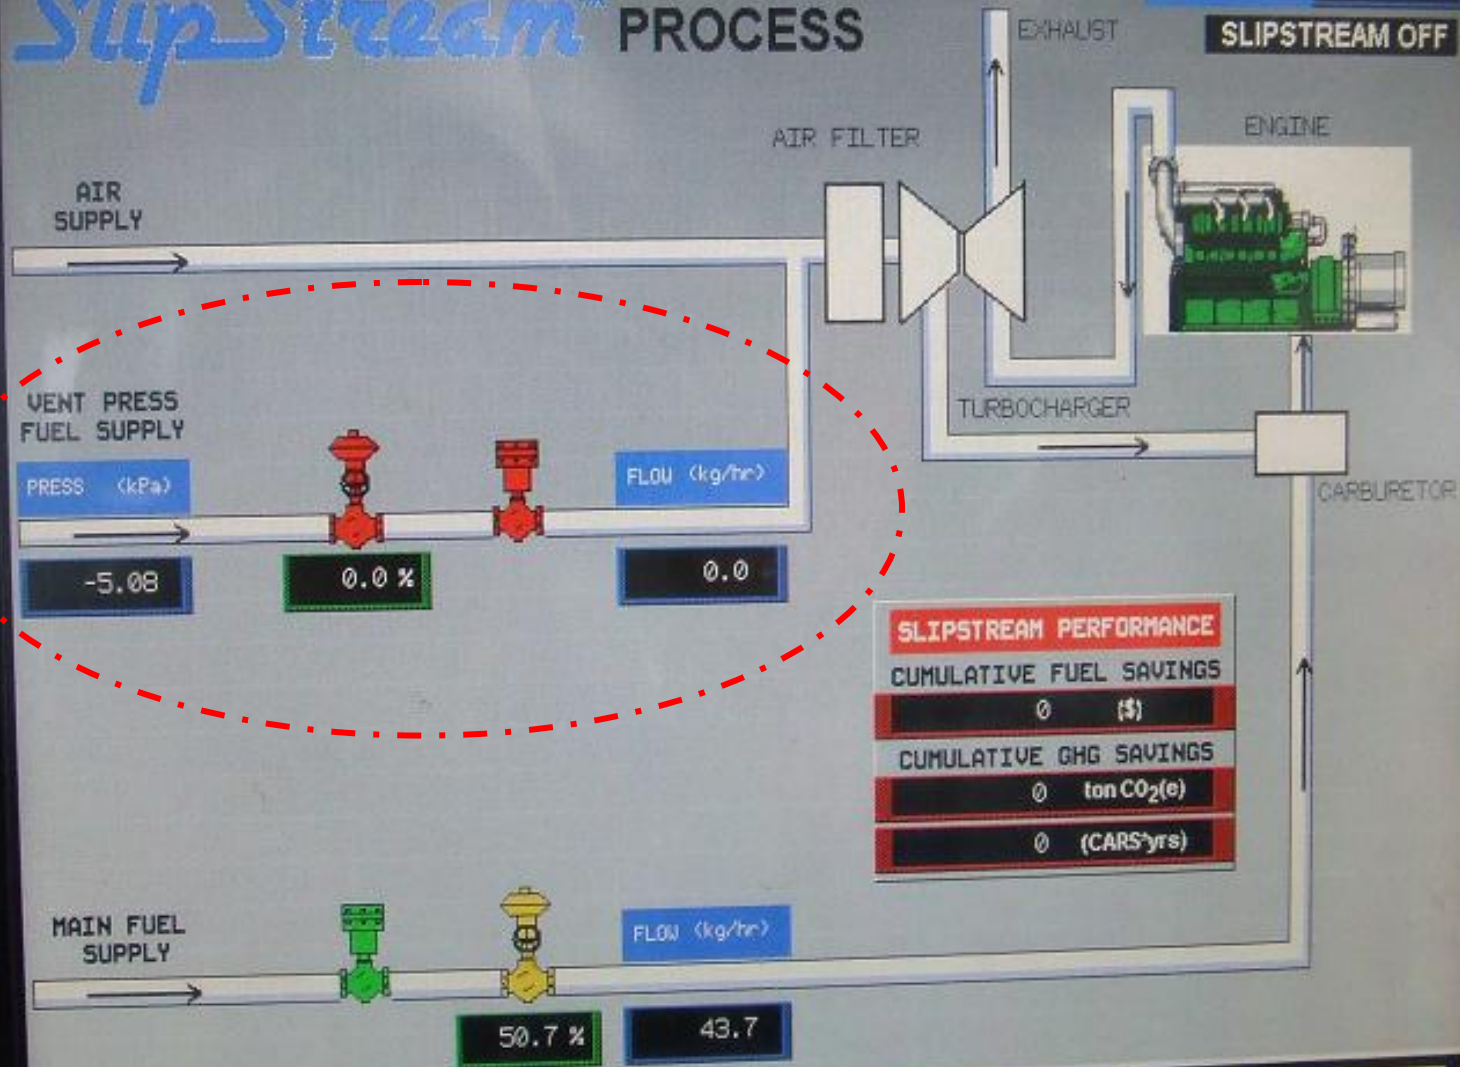 SlipStream™ PROCESS
EXHAUST
SLIPSTREAM OFF
AIR FILTER
ENGINE
AIR
SUPPLY
VENT PRESS
FUEL SUPPLY
TURBOCHARGER
PRESS (kPa)
FLOW (kg/hr)
CARBURETOR
-5.08
0.0 %
0.0
SLIPSTREAM PERFORMANCE
CUMULATIVE FUEL SAVINGS
0 ($)
CUMULATIVE GHG SAVINGS
0 ton CO₂(e)
0 (CARS*yrs)
MAIN FUEL
SUPPLY
FLOW (kg/hr)
50.7 %
43.7